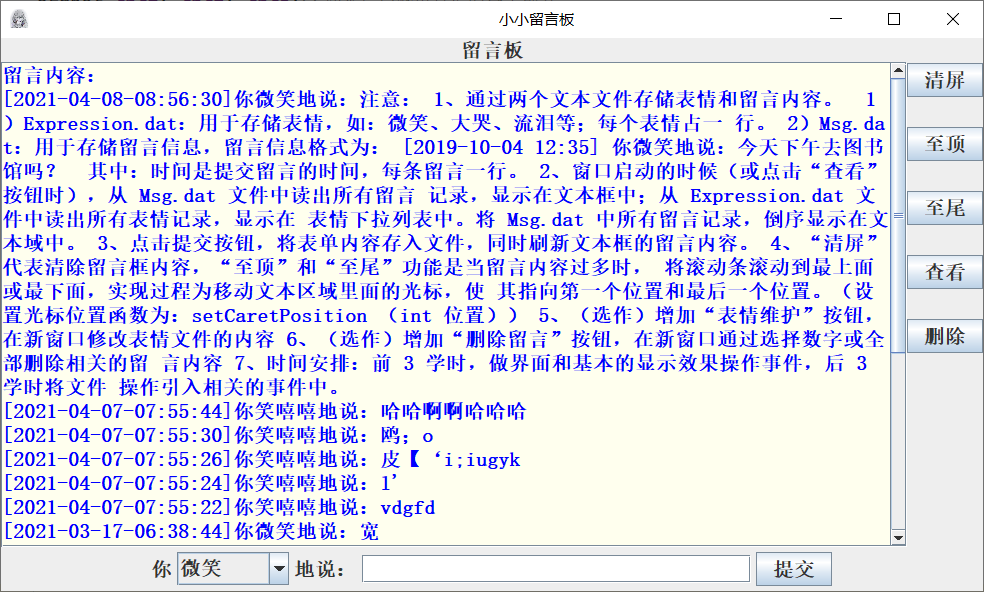 小小留言板
留言板
留言内容：
[2021-04-08-08:56:30]你微笑地说：注意： 1、通过两个文本文件存储表情和留言内容。  1
）Expression.dat：用于存储表情，如：微笑、大哭、流泪等；每个表情占一 行。 2）Msg.da
t：用于存储留言信息，留言信息格式为： [2019-10-04 12:35] 你微笑地说：今天下午去图书
馆吗？  其中：时间是提交留言的时间，每条留言一行。 2、窗口启动的时候（或点击“查看”
按钮时），从 Msg.dat 文件中读出所有留言 记录，显示在文本框中；从 Expression.dat 文
件中读出所有表情记录，显示在 表情下拉列表中。将 Msg.dat 中所有留言记录，倒序显示在文
本域中。 3、点击提交按钮，将表单内容存入文件，同时刷新文本框的留言内容。 4、“清屏”
代表清除留言框内容，“至顶”和“至尾”功能是当留言内容过多时， 将滚动条滚动到最上面
或最下面，实现过程为移动文本区域里面的光标，使 其指向第一个位置和最后一个位置。（设
置光标位置函数为：setCaretPosition （int 位置）） 5、（选作）增加“表情维护”按钮，
在新窗口修改表情文件的内容 6、（选作）增加“删除留言”按钮，在新窗口通过选择数字或全
部删除相关的留 言内容 7、时间安排：前 3 学时，做界面和基本的显示效果操作事件，后 3
学时将文件 操作引入相关的事件中。
[2021-04-07-07:55:44]你笑嘻嘻地说：哈哈啊啊哈哈哈
[2021-04-07-07:55:30]你笑嘻嘻地说：鸥；o
[2021-04-07-07:55:26]你笑嘻嘻地说：皮【‘i;iugyk
[2021-04-07-07:55:24]你笑嘻嘻地说：l'
[2021-04-07-07:55:22]你笑嘻嘻地说：vdgfd
[2021-03-17-06:38:44]你微笑地说：宽
清屏
至顶
至尾
查看
删除
你 微笑 地说： 提交